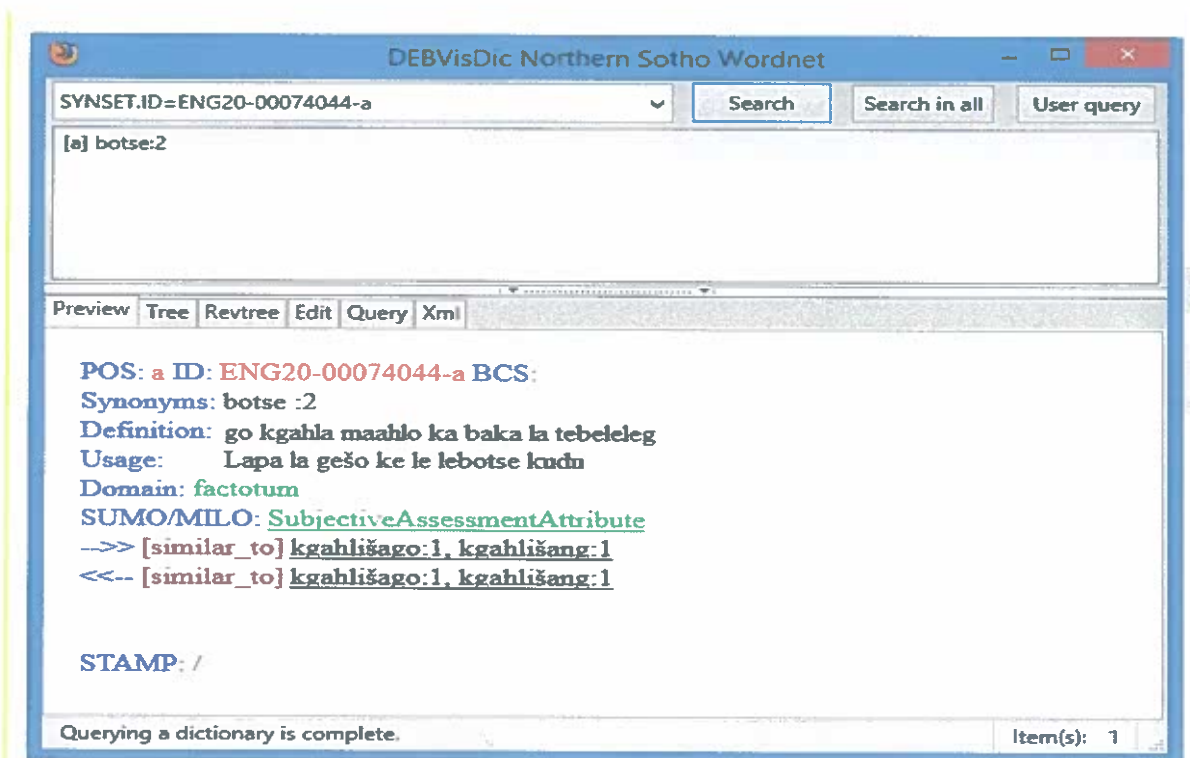 DEBVisDic Northern Sotho Wordnet
SYNSET.ID=ENG20-00074044-a Search Search in all User query
[a] botse:2
Preview Tree Revtree Edit Query Xml
POS: a ID: ENG20-00074044-a BCS:
Synonyms: botse :2
Definition: go kgahla maahlo ka baka la tebeleleg
Usage: Lapa la gešo ke le lebotse kudu
Domain: factotum
SUMO/MILO: SubjectiveAssessmentAttribute
-->> [similar_to] kgahlišago:1, kgahlišang:1
<<-- [similar_to] kgahlišago:1, kgahlišang:1
STAMP: /
Querying a dictionary is complete. Item(s): 1